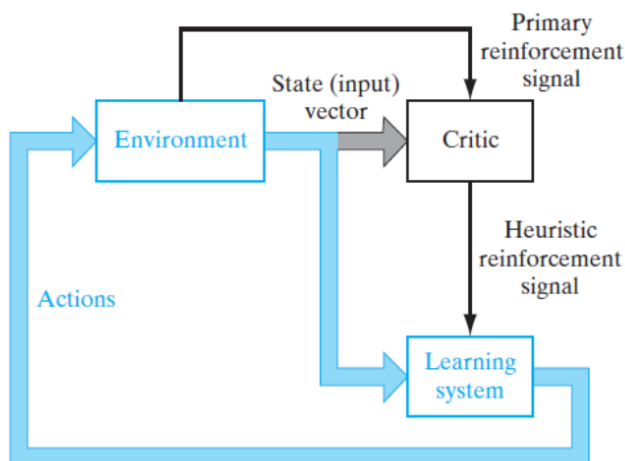 Primary
reinforcement
signal
State (input)
vector
Environment
Critic
Heuristic
reinforcement
signal
Actions
Learning
system